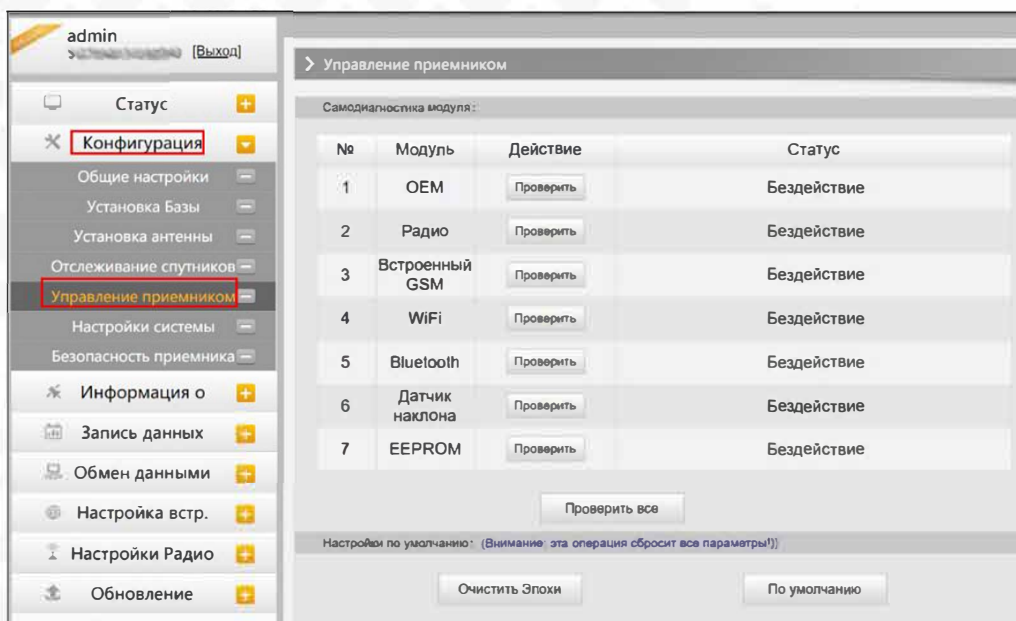 admin
[Выход]
Статус
Конфигурация
Общие настройки
Установка Базы
Установка антенны
Отслеживание спутников
Управление приемником
Настройки системы
Безопасность приемника
Информация о
Запись данных
Обмен данными
Настройка встр.
Настройки Радио
Обновление
Управление приемником
Самодиагностика модуля:
№ Модуль Действие Статус
1 OEM Проверить Бездействие
2 Радио Проверить Бездействие
3 Встроенный GSM Проверить Бездействие
4 WiFi Проверить Бездействие
5 Bluetooth Проверить Бездействие
6 Датчик наклона Проверить Бездействие
7 EEPROM Проверить Бездействие
Проверить все
Настройки по умолчанию: (Внимание: эта операция сбросит все параметры!))
Очистить Эпохи По умолчанию